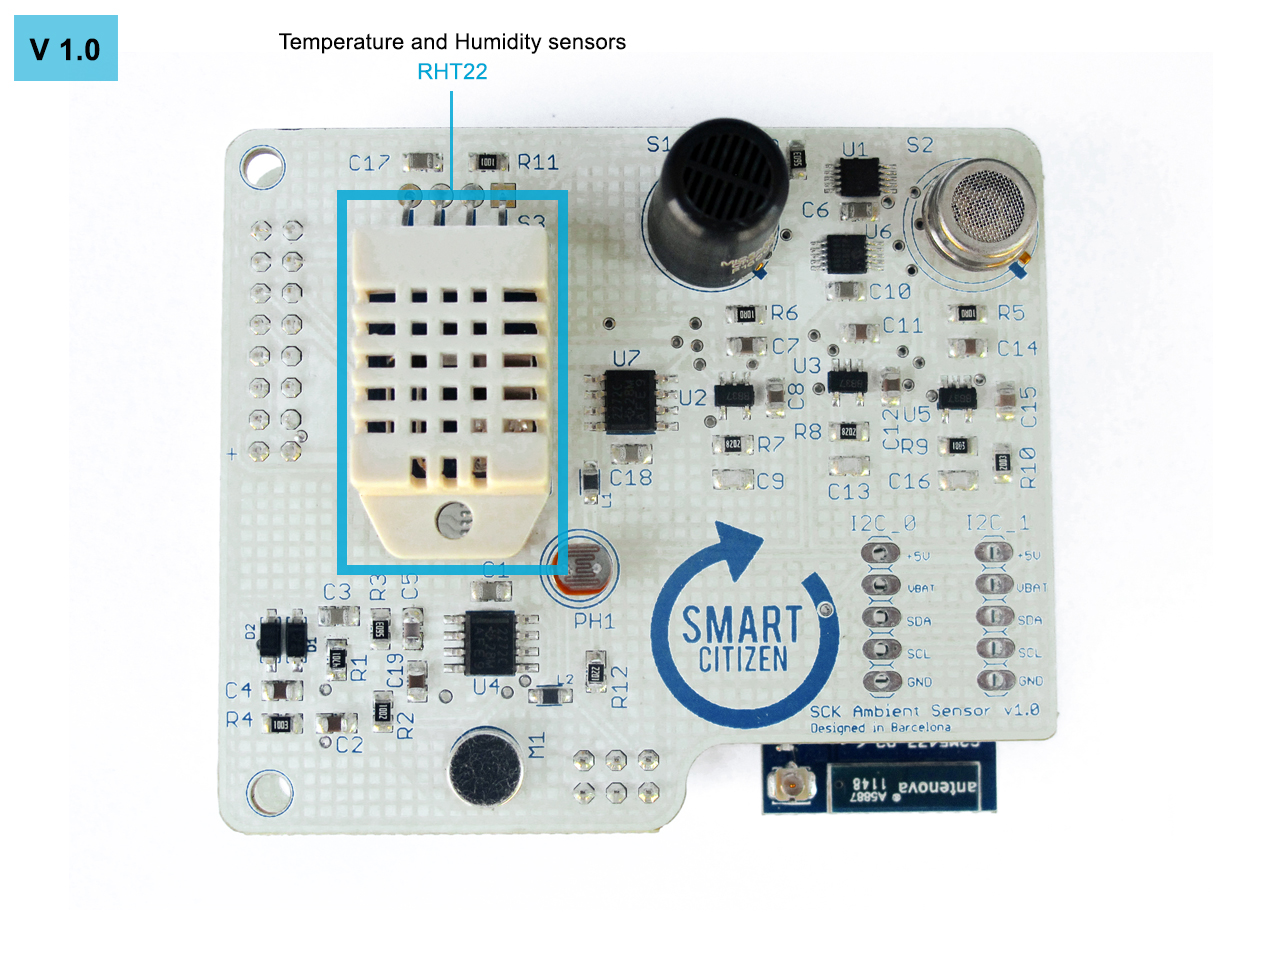 V 1.0
Temperature and Humidity sensors
RHT22
C17
R11
S3
S1
U1
S2
C6
U6
C10
R6
C11
R5
C7
C14
U7
U3
U2
C8
C12
U5
C15
R7
R8
R9
R10
C18
C9
C13
C16
L1
I2C_0
I2C_1
+5V
+5V
VBAT
VBAT
SDA
SDA
SCL
SCL
GND
GND
+
C1
PH1
SMART
CITIZEN
C3
R3
C5
D2
D1
R1
C19
U4
L2
R12
C4
R4
C2
R2
M1
SCK Ambient Sensor v1.0
Designed in Barcelona
antenova
A5887
1148